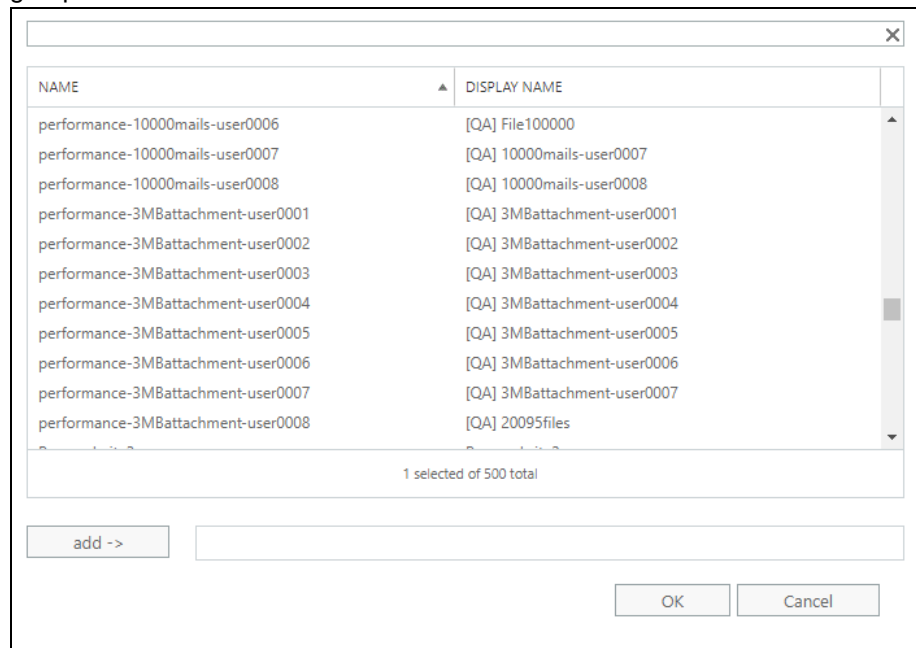 NAME DISPLAY NAME
performance-10000mails-user0006 [QA] File100000
performance-10000mails-user0007 [QA] 10000mails-user0007
performance-10000mails-user0008 [QA] 10000mails-user0008
performance-3MBattachment-user0001 [QA] 3MBattachment-user0001
performance-3MBattachment-user0002 [QA] 3MBattachment-user0002
performance-3MBattachment-user0003 [QA] 3MBattachment-user0003
performance-3MBattachment-user0004 [QA] 3MBattachment-user0004
performance-3MBattachment-user0005 [QA] 3MBattachment-user0005
performance-3MBattachment-user0006 [QA] 3MBattachment-user0006
performance-3MBattachment-user0007 [QA] 3MBattachment-user0007
performance-3MBattachment-user0008 [QA] 20095files
1 selected of 500 total
add ->
OK Cancel